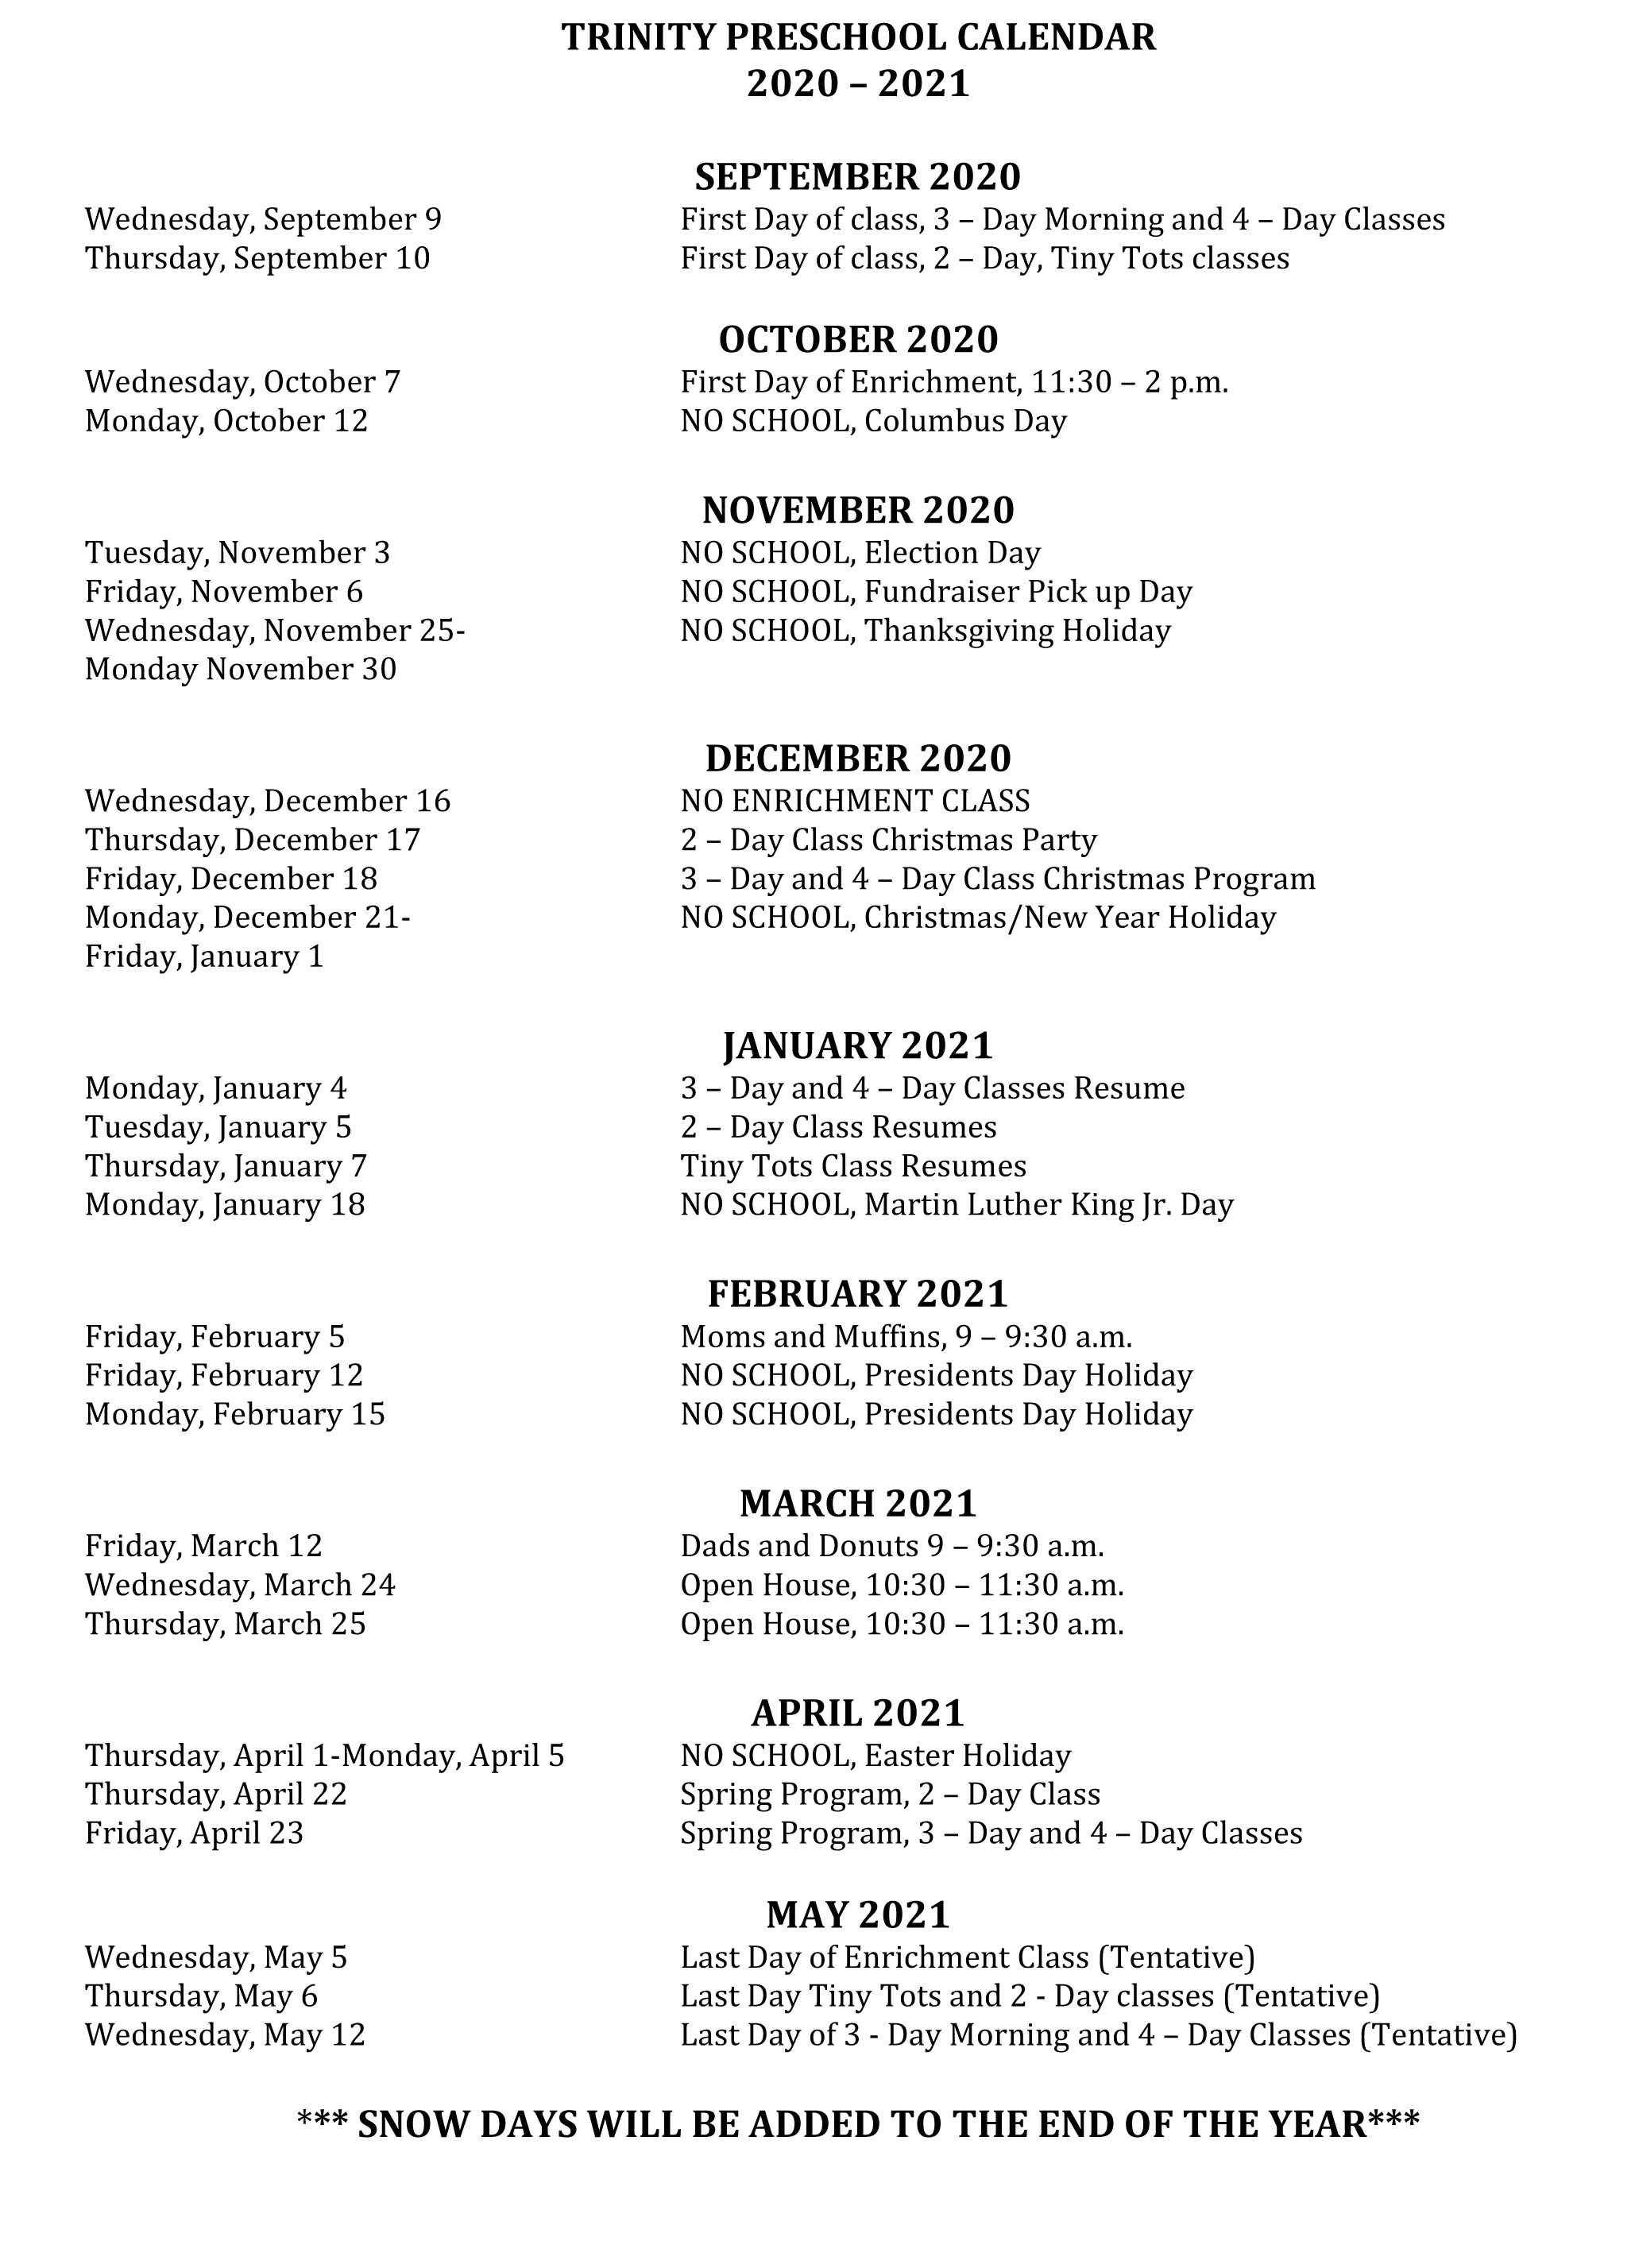 TRINITY PRESCHOOL CALENDAR
2020 – 2021
SEPTEMBER 2020
Wednesday, September 9 First Day of class, 3 – Day Morning and 4 – Day Classes
Thursday, September 10 First Day of class, 2 – Day, Tiny Tots classes
OCTOBER 2020
Wednesday, October 7 First Day of Enrichment, 11:30 – 2 p.m.
Monday, October 12 NO SCHOOL, Columbus Day
NOVEMBER 2020
Tuesday, November 3 NO SCHOOL, Election Day
Friday, November 6 NO SCHOOL, Fundraiser Pick up Day
Wednesday, November 25- NO SCHOOL, Thanksgiving Holiday
Monday November 30
DECEMBER 2020
Wednesday, December 16 NO ENRICHMENT CLASS
Thursday, December 17 2 – Day Class Christmas Party
Friday, December 18 3 – Day and 4 – Day Class Christmas Program
Monday, December 21- NO SCHOOL, Christmas/New Year Holiday
Friday, January 1
JANUARY 2021
Monday, January 4 3 – Day and 4 – Day Classes Resume
Tuesday, January 5 2 – Day Class Resumes
Thursday, January 7 Tiny Tots Class Resumes
Monday, January 18 NO SCHOOL, Martin Luther King Jr. Day
FEBRUARY 2021
Friday, February 5 Moms and Muffins, 9 – 9:30 a.m.
Friday, February 12 NO SCHOOL, Presidents Day Holiday
Monday, February 15 NO SCHOOL, Presidents Day Holiday
MARCH 2021
Friday, March 12 Dads and Donuts 9 – 9:30 a.m.
Wednesday, March 24 Open House, 10:30 – 11:30 a.m.
Thursday, March 25 Open House, 10:30 – 11:30 a.m.
APRIL 2021
Thursday, April 1-Monday, April 5 NO SCHOOL, Easter Holiday
Thursday, April 22 Spring Program, 2 – Day Class
Friday, April 23 Spring Program, 3 – Day and 4 – Day Classes
MAY 2021
Wednesday, May 5 Last Day of Enrichment Class (Tentative)
Thursday, May 6 Last Day Tiny Tots and 2 - Day classes (Tentative)
Wednesday, May 12 Last Day of 3 - Day Morning and 4 – Day Classes (Tentative)
*** SNOW DAYS WILL BE ADDED TO THE END OF THE YEAR***